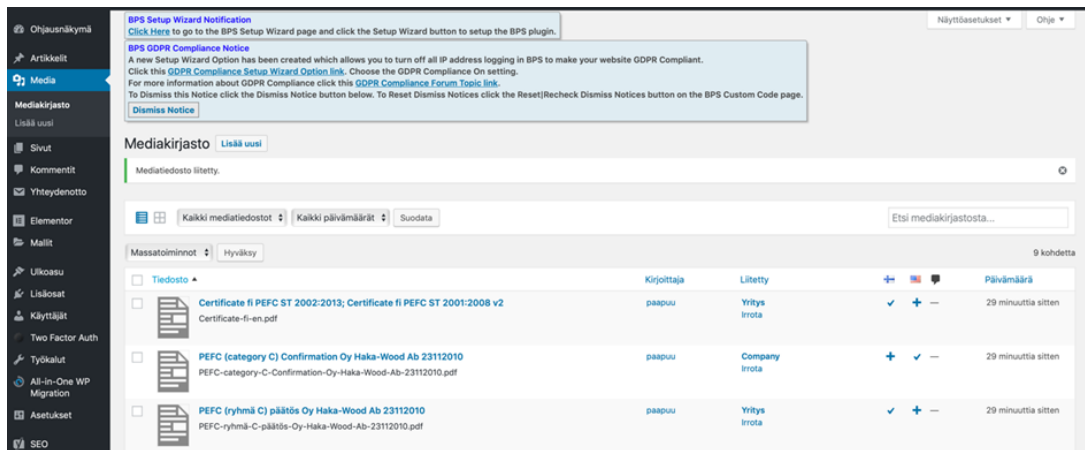 Ohjausnäkymä
Artikkelit
Media
Mediakirjasto
Lisää uusi
Sivut
Kommentit
Yhteydenotto
Elementor
Mallit
Ulkoasu
Lisäosat
Käyttäjät
Two Factor Auth
Työkalut
All-in-One WP
Migration
Asetukset
SEO
BPS Setup Wizard Notification
Click Here to go to the BPS Setup Wizard page and click the Setup Wizard button to setup the BPS plugin.
BPS GDPR Compliance Notice
A new Setup Wizard Option has been created which allows you to turn off all IP address logging in BPS to make your website GDPR Compliant.
Click this GDPR Compliance Setup Wizard Option link. Choose the GDPR Compliance On setting.
For more information about GDPR Compliance click this GDPR Compliance Forum Topic link.
To Dismiss this Notice click the Dismiss Notice button below. To Reset Dismiss Notices click the Reset|Recheck Dismiss Notices button on the BPS Custom Code page.
Dismiss Notice
Näyttöasetukset Ohje
Mediakirjasto Lisää uusi
Mediatiedosto liitetty.
Kaikki mediatiedostot Kaikki päivämäärät Suodata Etsi mediakirjastosta...
Massatoiminnot Hyväksy 9 kohdetta
Tiedosto Kirjoittaja Liitetty Päivämäärä
Certificate fi PEFC ST 2002:2013; Certificate fi PEFC ST 2001:2008 v2 paapuu Yritys 29 minuuttia sitten
Certificate-fi-en.pdf Irrota
PEFC (category C) Confirmation Oy Haka-Wood Ab 23112010 paapuu Company 29 minuuttia sitten
PEFC-category-C-Confirmation-Oy-Haka-Wood-Ab-23112010.pdf Irrota
PEFC (ryhmä C) päätös Oy Haka-Wood Ab 23112010 paapuu Yritys 29 minuuttia sitten
PEFC-ryhmä-C-päätös-Oy-Haka-Wood-Ab-23112010.pdf Irrota